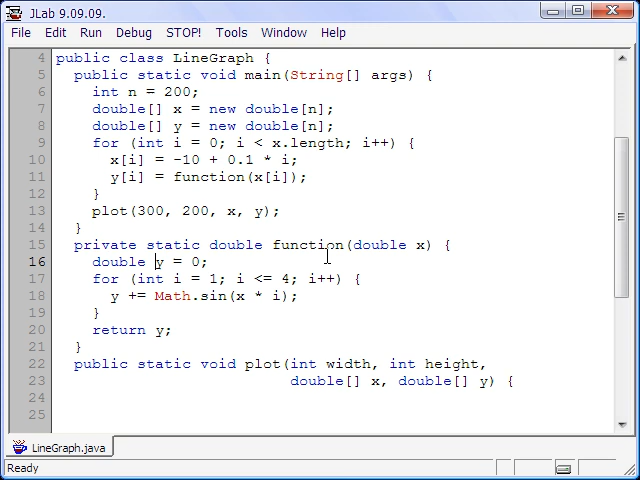 JLab 9.09.09.
File Edit Run Debug STOP! Tools Window Help
4 public class LineGraph {
5 public static void main(String[] args) {
6 int n = 200;
7 double[] x = new double[n];
8 double[] y = new double[n];
9 for (int i = 0; i < x.length; i++) {
10 x[i] = -10 + 0.1 * i;
11 y[i] = function(x[i]);
12 }
13 plot(300, 200, x, y);
14 }
15 private static double function(double x) {
16 double y = 0;
17 for (int i = 1; i <= 4; i++) {
18 y += Math.sin(x * i);
19 }
20 return y;
21 }
22 public static void plot(int width, int height,
23 double[] x, double[] y) {
24
25
LineGraph.java
Ready